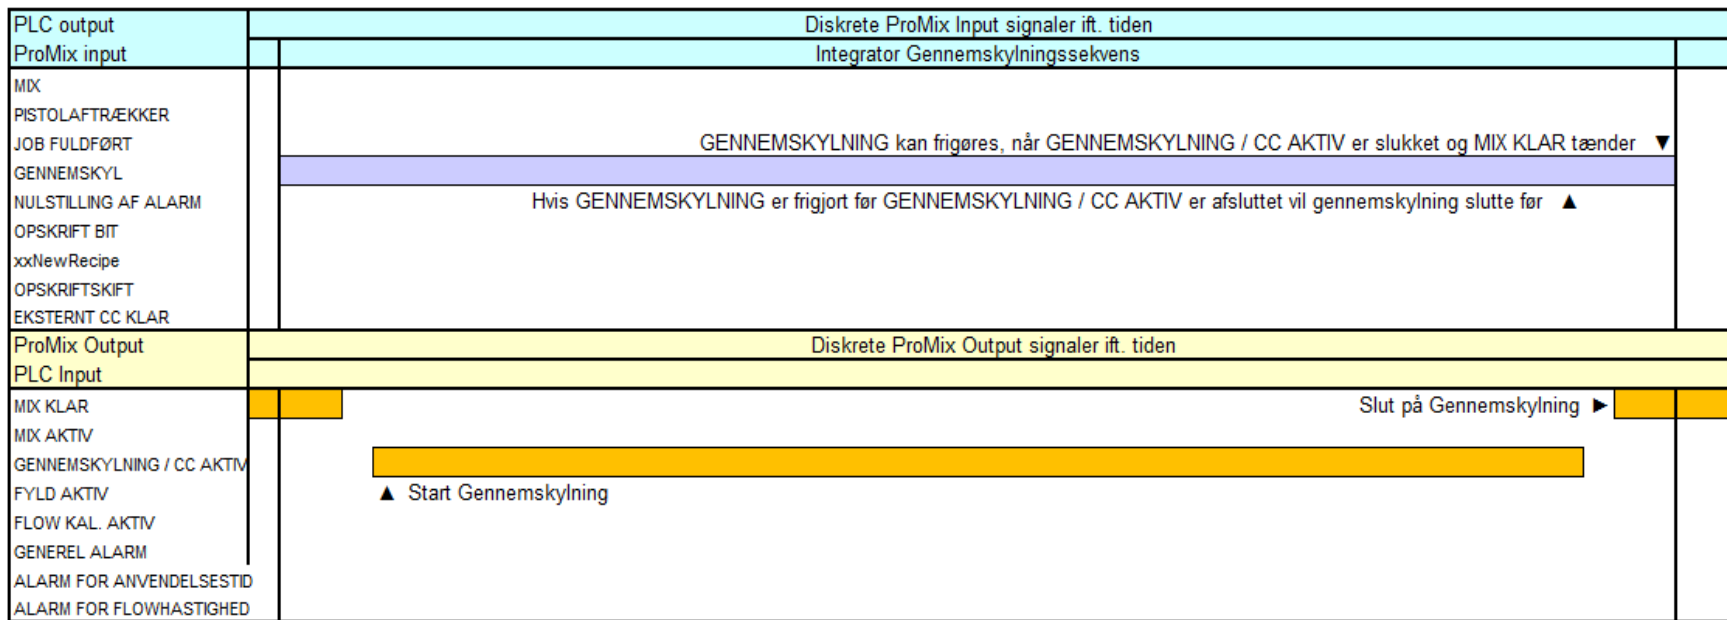 PLC output
Diskrete ProMix Input signaler ift. tiden
ProMix input
Integrator Gennemskylningssekvens
MIX
PISTOLAFTRÆKKER
JOB FULDFØRT
GENNEMSKYLNING kan frigøres, når GENNEMSKYLNING / CC AKTIV er slukket og MIX KLAR tænder ▼
GENNEMSKYL
NULSTILLING AF ALARM
Hvis GENNEMSKYLNING er frigjort før GENNEMSKYLNING / CC AKTIV er afsluttet vil gennemskylning slutte før ▲
OPSKRIFT BIT
xxNewRecipe
OPSKRIFTSKIFT
EKSTERNT CC KLAR
ProMix Output
Diskrete ProMix Output signaler ift. tiden
PLC Input
MIX KLAR
Slut på Gennemskylning ►
MIX AKTIV
GENNEMSKYLNING / CC AKTIV
FYLD AKTIV
▲ Start Gennemskylning
FLOW KAL. AKTIV
GENEREL ALARM
ALARM FOR ANVENDELSESTID
ALARM FOR FLOWHASTIGHED